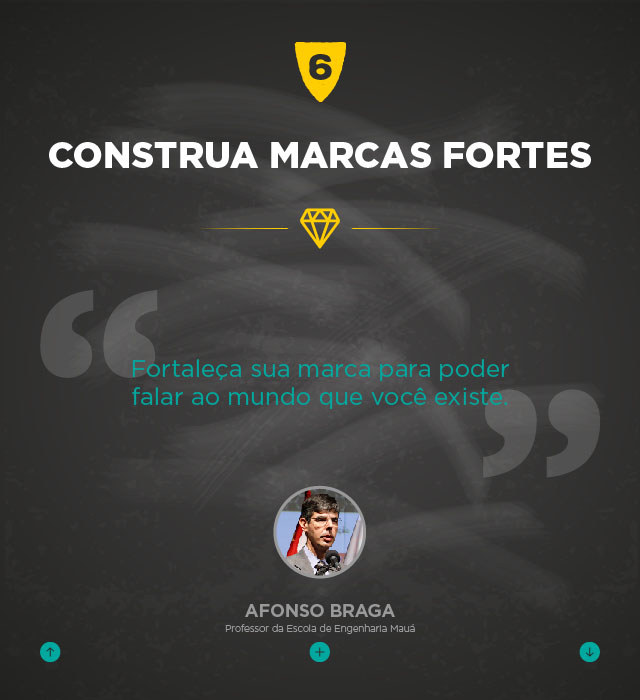 6
CONSTRUA MARCAS FORTES
“
Fortaleça sua marca para poder
falar ao mundo que você existe.
”
AFONSO BRAGA
Professor da Escola de Engenharia Mauá